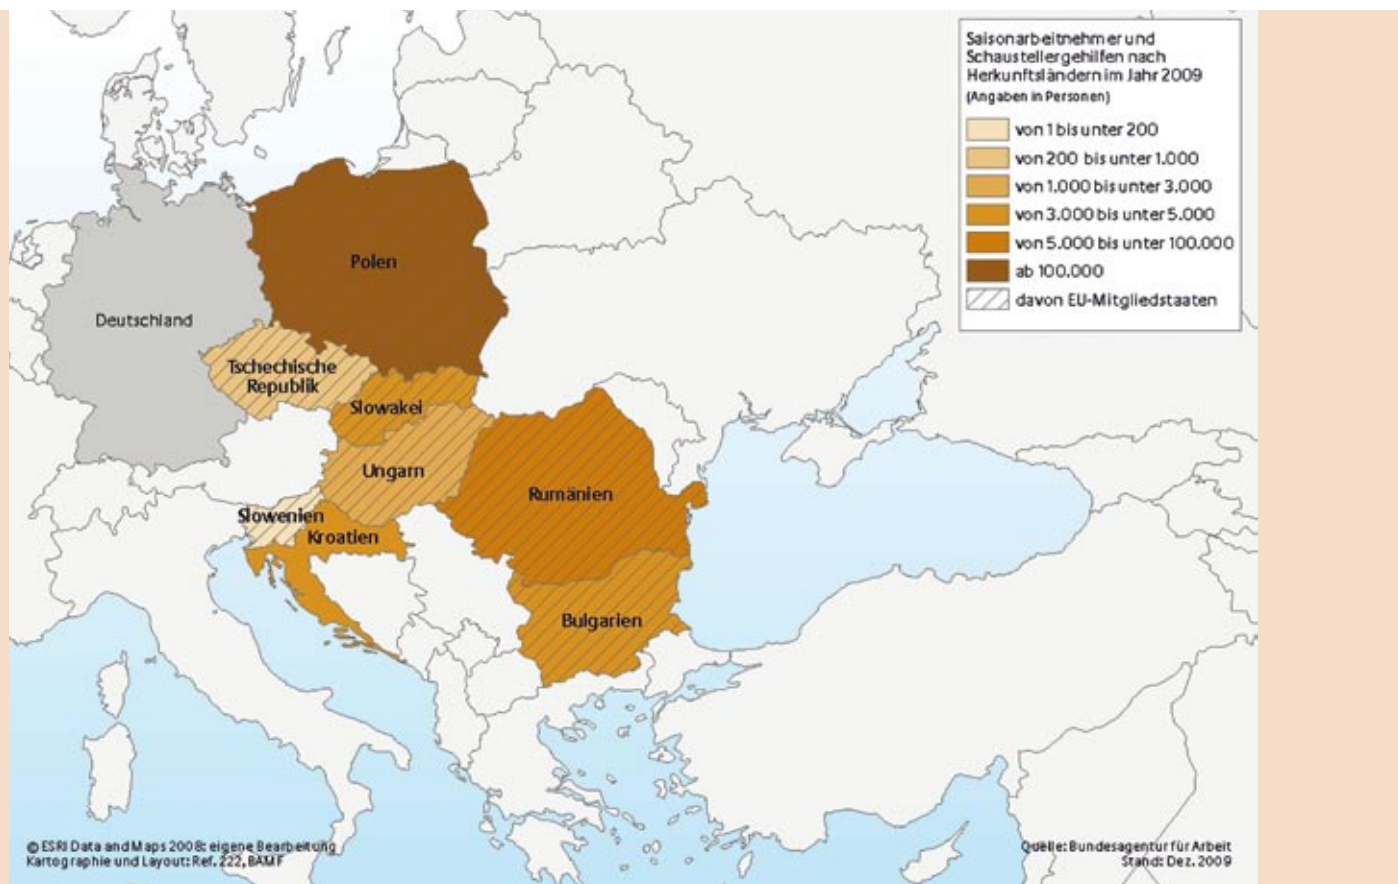 Saisonarbeitnehmer und
Schaustellergehilfen nach
Herkunftsländern im Jahr 2009
(Angaben in Personen)
von 1 bis unter 200
von 200 bis unter 1.000
von 1.000 bis unter 3.000
von 3.000 bis unter 5.000
von 5.000 bis unter 100.000
ab 100.000
davon EU-Mitgliedstaaten
Polen
Deutschland
Tschechische
Republik
Slowakei
Ungarn
Rumänien
Slowenien
Kroatien
Bulgarien
© ESRI Data and Maps 2008: eigene Bearbeitung
Kartographie und Layout: Ref. 222, BAMF
Quelle: Bundesagentur für Arbeit
Stand: Dez. 2009